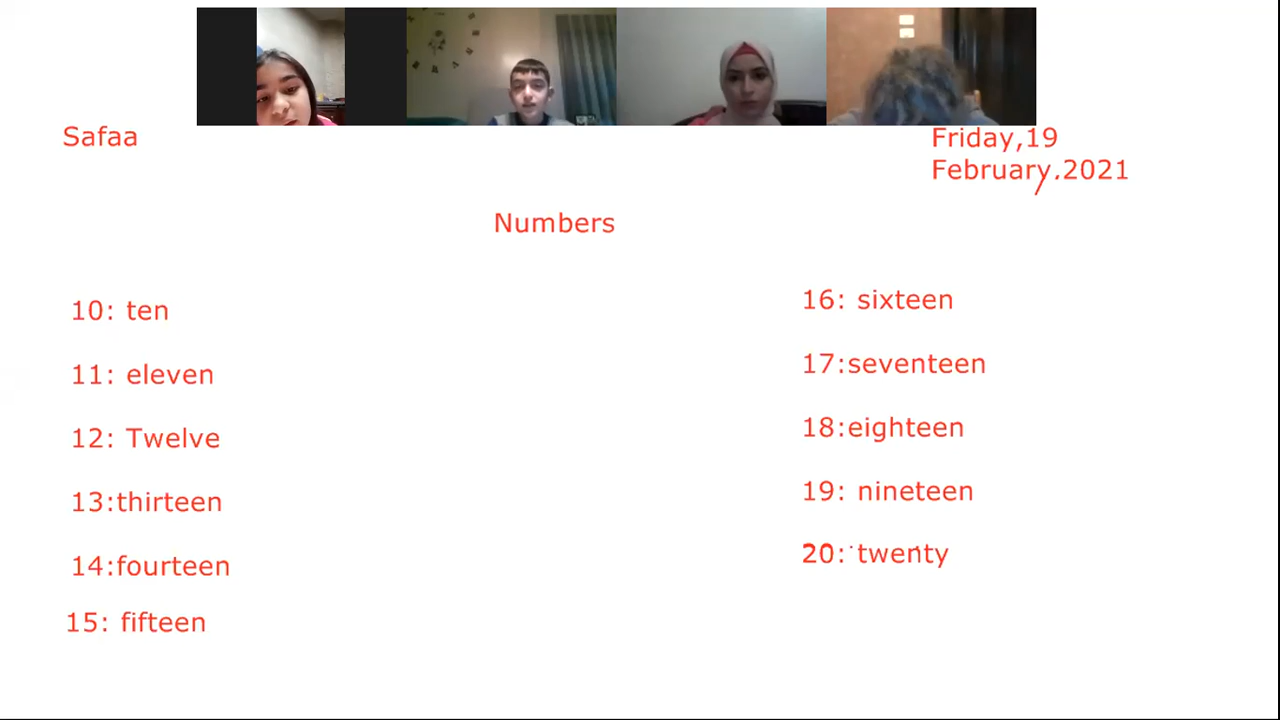 Safaa
Friday,19
February.2021
Numbers
10: ten
11: eleven
12: Twelve
13:thirteen
14:fourteen
15: fifteen
16: sixteen
17:seventeen
18:eighteen
19: nineteen
20: twenty